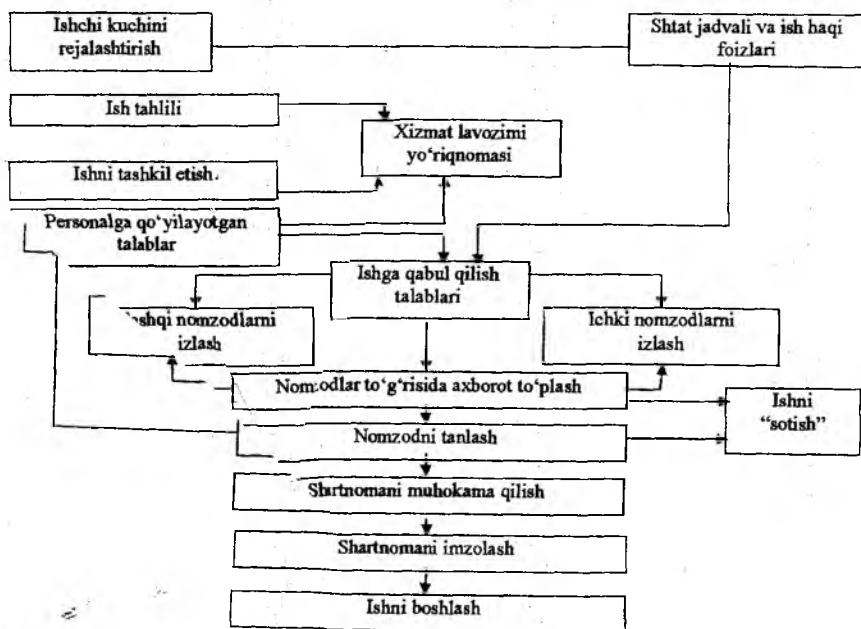 Ishchi kuchini
rejalashtirish
Shtat jadvali va ish haqi
foizlari
Ish tahlili
Xizmat lavozimi
yo‘riqnomasi
Ishni tashkil etish.
Personalga qo‘yilayotgan
talablar
Ishga qabul qilish
talablari
nomzodlarni
izlash
Ichki nomzodlarni
izlash
Nomzodlar to‘g‘risida axborot to‘plash
Ishni
“sotish”
Nomzodni tanlash
Shartnomani muhokama qilish
Shartnomani imzolash
Ishni boshlash